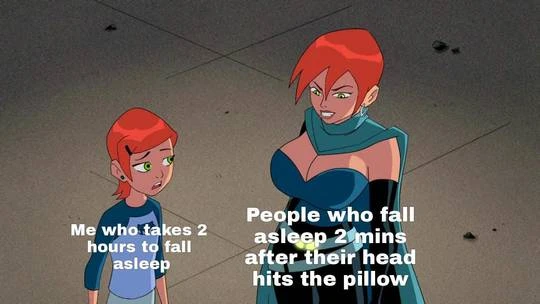 Me who takes 2
hours to fall
asleep
People who fall
asleep 2 mins
after their head
hits the pillow